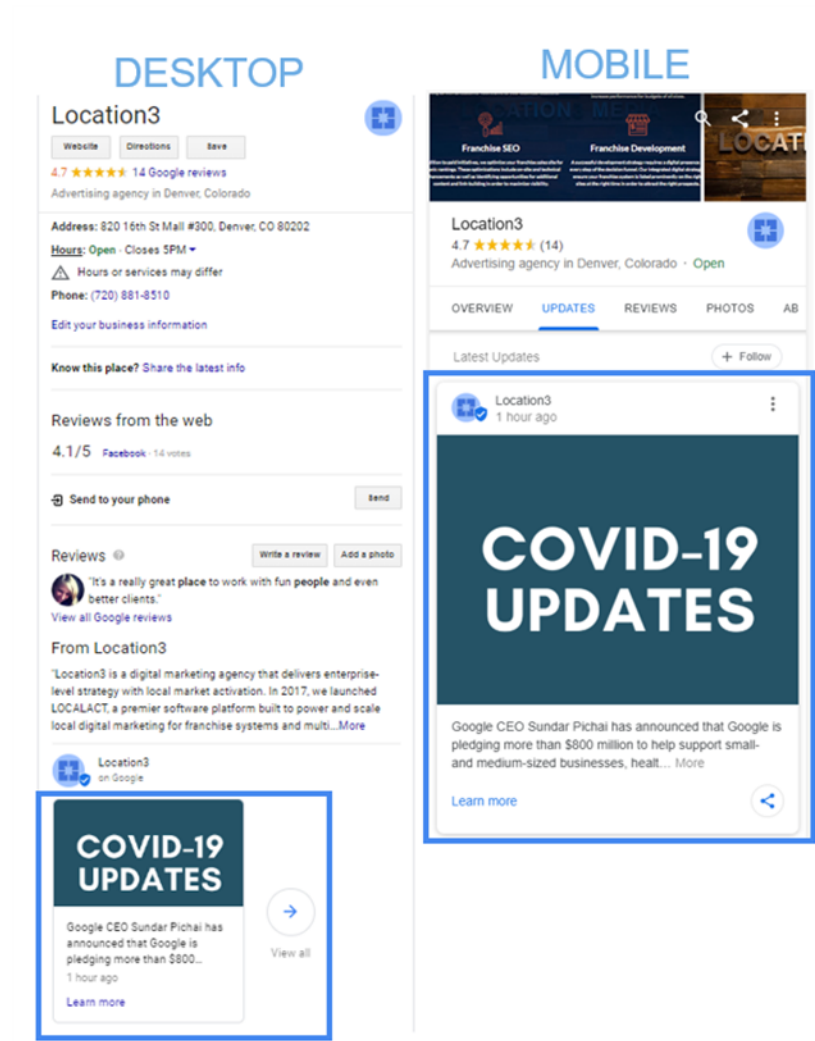 DESKTOP
Location3
Website Directions Save
4.7 14 Google reviews
Advertising agency in Denver, Colorado
Address: 820 16th St Mall #300, Denver, CO 80202
Hours: Open · Closes 5PM
Hours or services may differ
Phone: (720) 881-8510
Edit your business information
Know this place? Share the latest info
Reviews from the web
4.1/5 Facebook · 14 votes
Send to your phone Send
Reviews Write a review Add a photo
"It's a really great place to work with fun people and even
better clients."
View all Google reviews
From Location3
"Location3 is a digital marketing agency that delivers enterprise-
level strategy with local market activation. In 2017, we launched
LOCALACT, a premier software platform built to power and scale
local digital marketing for franchise systems and multi...More
Location3
on Google
COVID-19
UPDATES
Google CEO Sundar Pichai has
announced that Google is
pledging more than $800...
1 hour ago
Learn more
View all
MOBILE
Franchise SEO Franchise Development
LOCATI
Location3
4.7 (14)
Advertising agency in Denver, Colorado · Open
OVERVIEW UPDATES REVIEWS PHOTOS AB
Latest Updates + Follow
Location3
1 hour ago
COVID-19
UPDATES
Google CEO Sundar Pichai has announced that Google is
pledging more than $800 million to help support small-
and medium-sized businesses, healt... More
Learn more